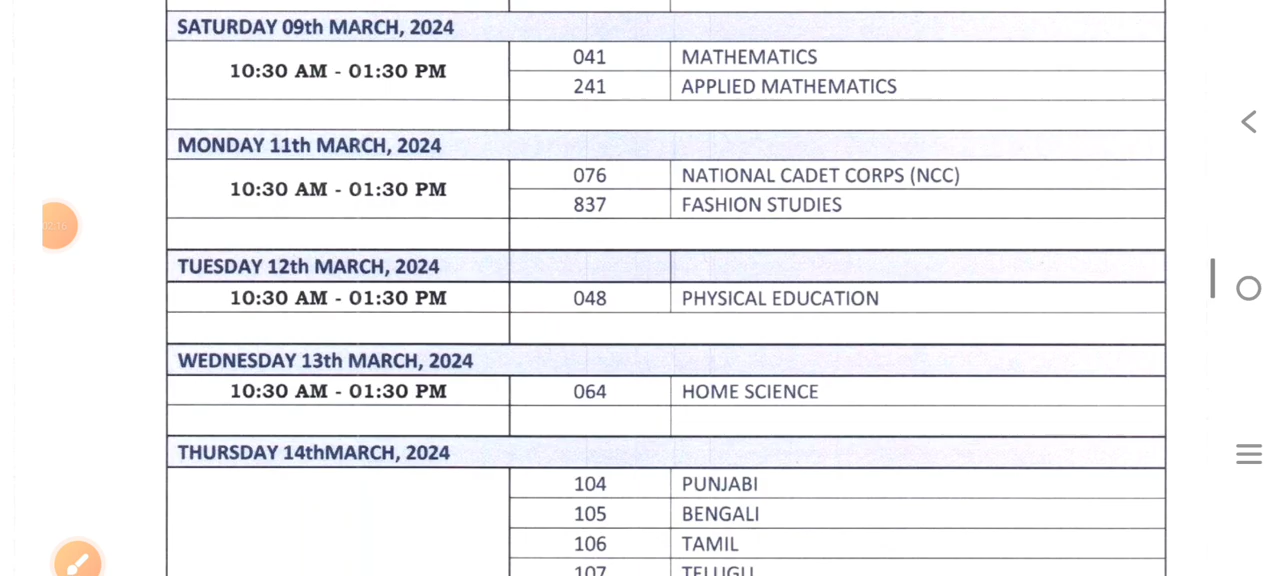 SATURDAY 09th MARCH, 2024
10:30 AM - 01:30 PM
041 MATHEMATICS
241 APPLIED MATHEMATICS
MONDAY 11th MARCH, 2024
10:30 AM - 01:30 PM
076 NATIONAL CADET CORPS (NCC)
837 FASHION STUDIES
TUESDAY 12th MARCH, 2024
10:30 AM - 01:30 PM 048 PHYSICAL EDUCATION
WEDNESDAY 13th MARCH, 2024
10:30 AM - 01:30 PM 064 HOME SCIENCE
THURSDAY 14thMARCH, 2024
104 PUNJABI
105 BENGALI
106 TAMIL
107 TELUGU